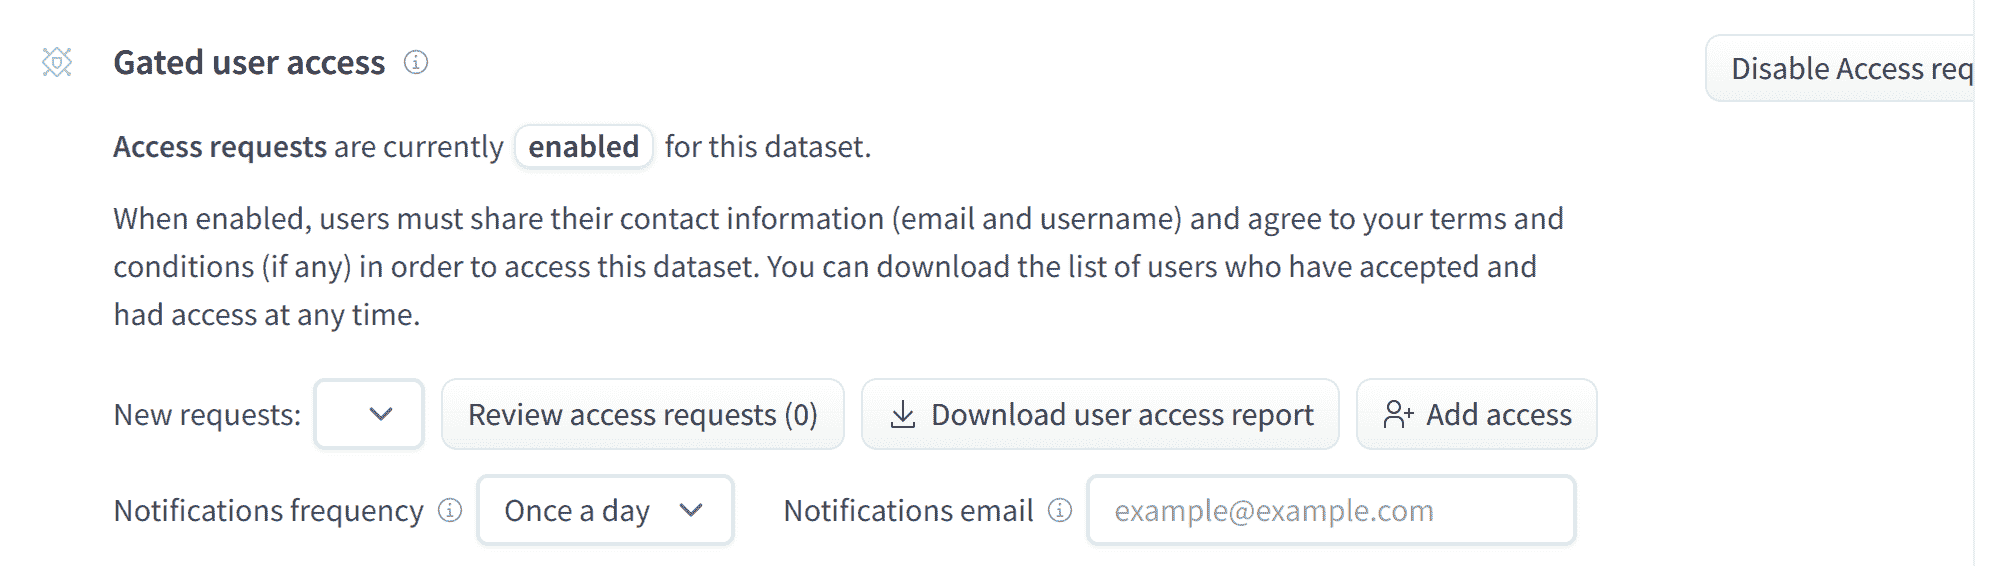 Gated user access
Disable Access req
Access requests are currently enabled for this dataset.
When enabled, users must share their contact information (email and username) and agree to your terms and
conditions (if any) in order to access this dataset. You can download the list of users who have accepted and
had access at any time.
New requests: Review access requests (0) Download user access report Add access
Notifications frequency Once a day Notifications email example@example.com